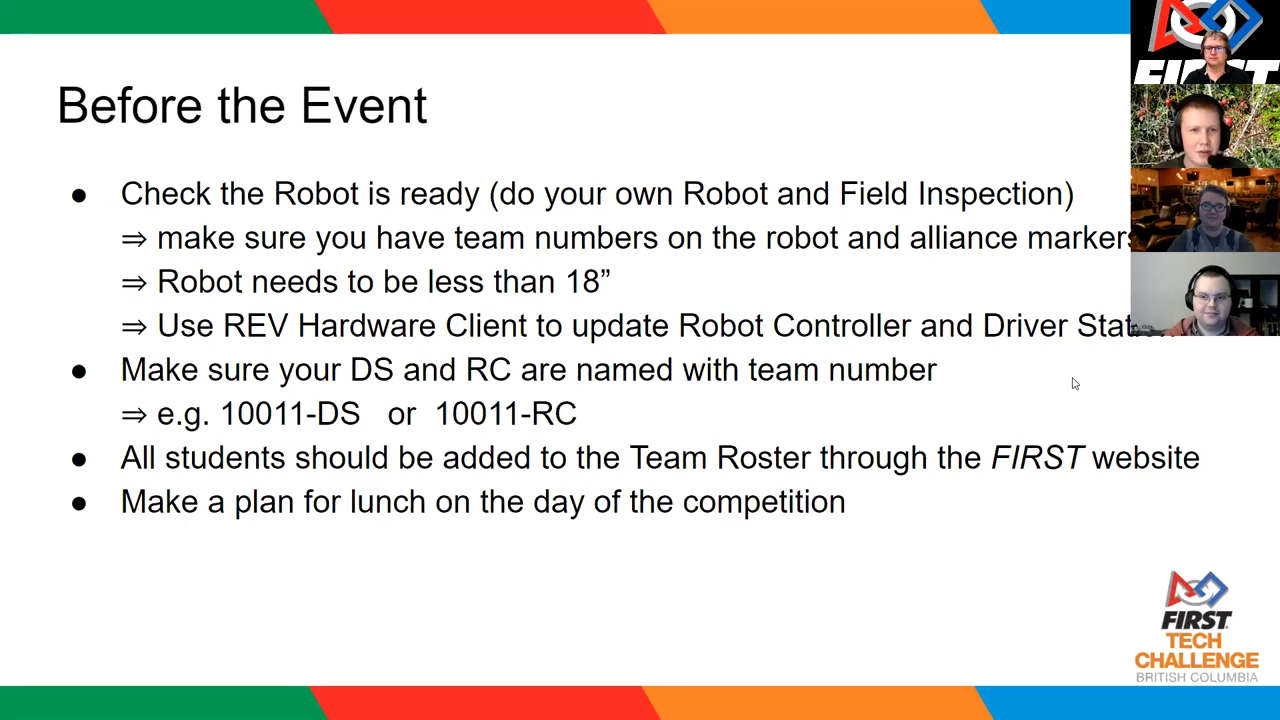 FIRST
Before the Event
● Check the Robot is ready (do your own Robot and Field Inspection)
⇒ make sure you have team numbers on the robot and alliance markers
⇒ Robot needs to be less than 18”
⇒ Use REV Hardware Client to update Robot Controller and Driver Station
● Make sure your DS and RC are named with team number
⇒ e.g. 10011-DS or 10011-RC
● All students should be added to the Team Roster through the FIRST website
● Make a plan for lunch on the day of the competition
FIRST
TECH
CHALLENGE
BRITISH COLUMBIA